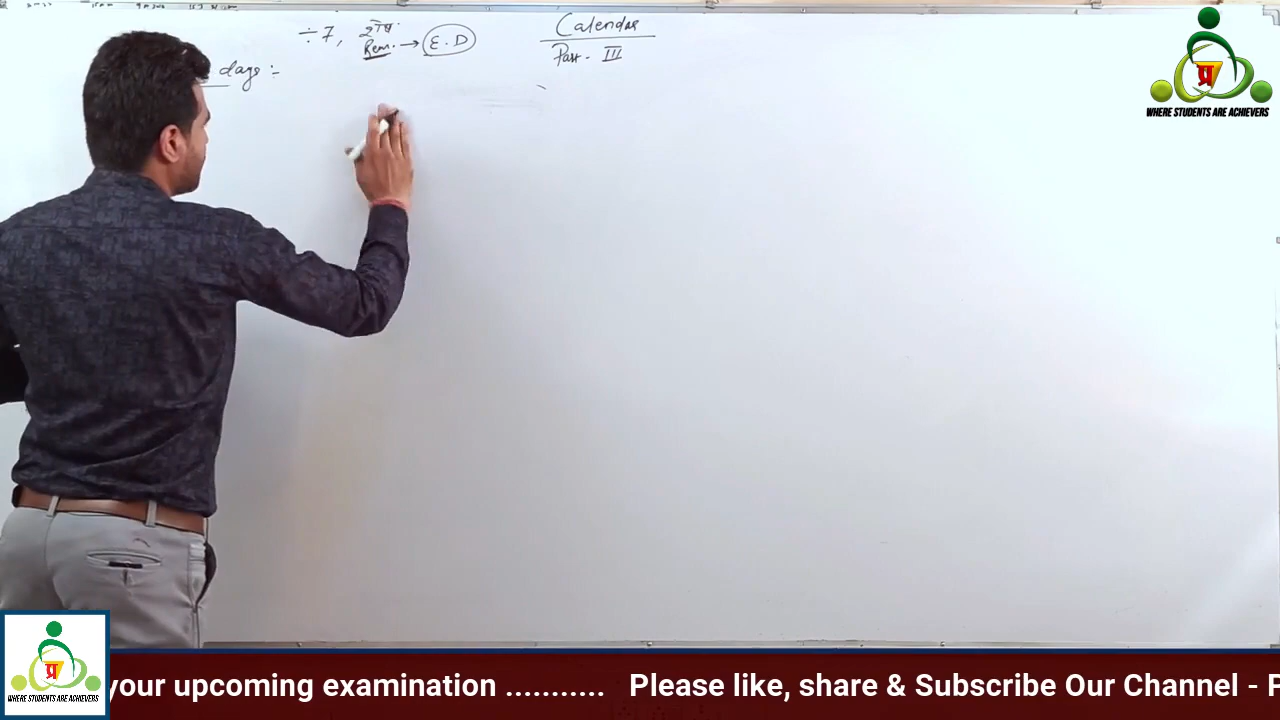 Calendar
Part - III
÷ 7,
Rem. → E.D
days :-
WHERE STUDENTS ARE ACHIEVERS
प्र
प्र
WHERE STUDENTS ARE ACHIEVERS
your upcoming examination ........... Please like, share & Subscribe Our Channel - P